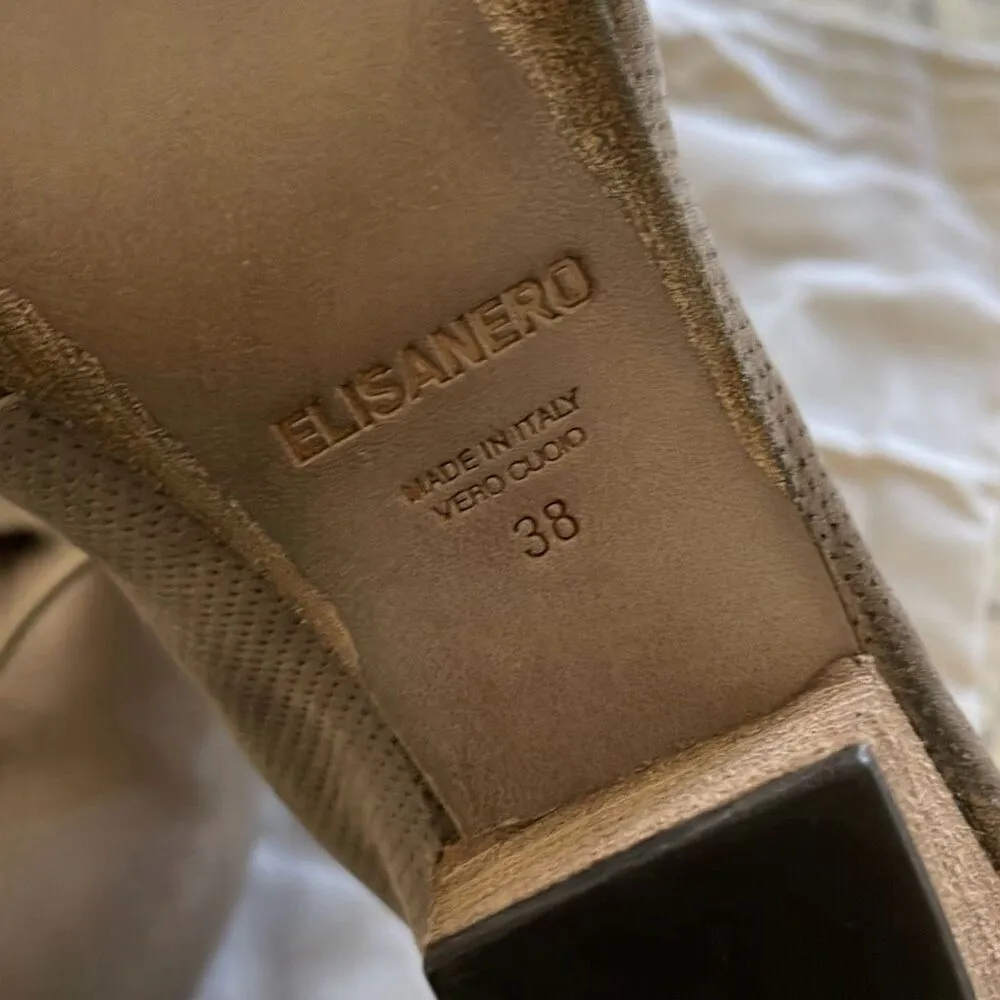 ELISANERO
MADE IN ITALY
VERO CUOIO
38